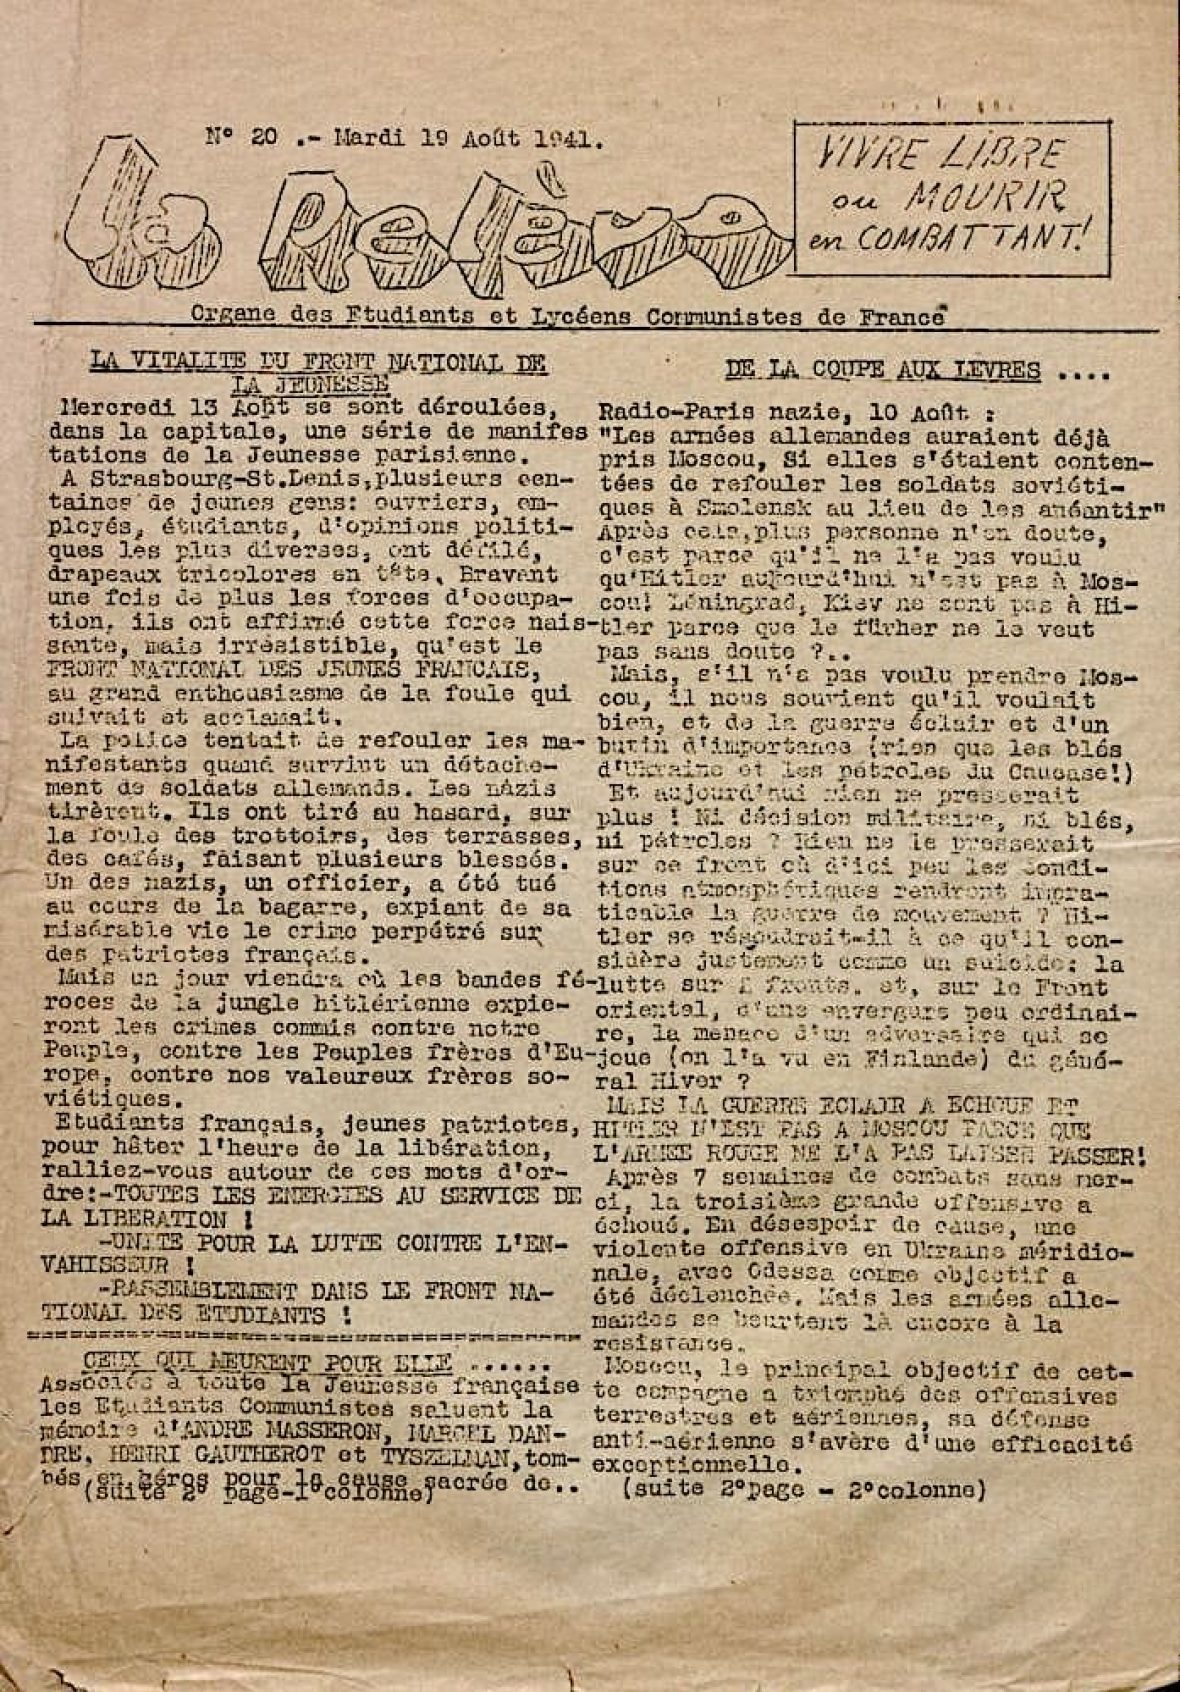 N° 20 .- Mardi 19 Août 1941.
La Relève
VIVRE LIBRE
ou MOURIR
en COMBATTANT!
Organe des Etudiants et Lycéens Communistes de France
LA VITALITE DU FRONT NATIONAL DE
LA JEUNESSE
Mercredi 13 Août se sont déroulées,
dans la capitale, une série de manifes
tations de la Jeunesse parisienne.
A Strasbourg-St.Denis,plusieurs cen-
taines de jeunes gens: ouvriers, em-
ployés, étudiants, d'opinions politi-
ques les plus diverses, ont défilé,
drapeaux tricolores en tête. Bravant
une fois de plus les forces d'occupa-
tion, ils ont affirmé cette force nais-
sante, mais irrésistible, qu'est le
FRONT NATIONAL DES JEUNES FRANCAIS,
au grand enthousiasme de la foule qui
suivait et acclamait.
La police tentait de refouler les ma-
nifestants quand survint un détache-
ment de soldats allemands. Les nazis
tirèrent. Ils ont tiré au hasard, sur
la foule des trottoirs, des terrasses,
des cafés, faisant plusieurs blessés.
Un des nazis, un officier, a été tué
au cours de la bagarre, expiant de sa
misérable vie le crime perpétré sur
des patriotes français.
Mais un jour viendra où les bandes fé-
roces de la jungle hitlérienne expie-
ront les crimes commis contre notre
Peuple, contre les Peuples frères d'Eu-
rope, contre nos valeureux frères so-
viétiques.
Etudiants français, jeunes patriotes,
pour hâter l'heure de la libération,
ralliez-vous autour de ces mots d'or-
dre:-TOUTES LES ENERGIES AU SERVICE DE
LA LIBERATION !
-UNITE POUR LA LUTTE CONTRE L'EN-
VAHISSEUR !
-RASSEMBLEMENT DANS LE FRONT NA-
TIONAL DES ETUDIANTS !
CEUX QUI MEURENT POUR ELLE ......
Associés à toute la Jeunesse française
les Etudiants Communistes saluent la
mémoire d'ANDRE MASSERON, MARCEL DAN-
DRE, HENRI GAUTHEROT et TYSZELMAN,tom-
bés en héros pour la cause sacrée de..
(suite 2° page-1°colonne)
DE LA COUPE AUX LEVRES ....
Radio-Paris nazie, 10 Août :
"Les armées allemandes auraient déjà
pris Moscou, Si elles s'étaient conten-
tées de refouler les soldats soviéti-
ques à Smolensk au lieu de les anéantir"
Après cela,plus personne n'en doute,
c'est parce qu'il ne l'a pas voulu
qu'Hitler aujourd'hui n'est pas à Mos-
cou! Léningrad, Kiev ne sont pas à Hi-
tler parce que le fürher ne le veut
pas sans doute ?..
Mais, s'il n'a pas voulu prendre Mos-
cou, il nous souvient qu'il voulait
bien, et de la guerre éclair et d'un
butin d'importance (rien que les blés
d'Ukraine et les pétroles du Caucase!)
Et aujourd'hui rien ne presserait
plus ! Ni décision militaire, ni blés,
ni pétroles ? Rien ne le presserait
sur ce front où d'ici peu les condi-
tions atmosphériques rendront impra-
ticable la guerre de mouvement ? Hi-
tler se résoudrait-il à ce qu'il con-
sidère justement comme un suicide: la
lutte sur 2 fronts. et, sur le Front
oriental, d'une envergure peu ordinai-
re, la menace d'un adversaire qui se
joue (on l'a vu en Finlande) du géné-
ral Hiver ?
MAIS LA GUERRE ECLAIR A ECHOUE ET
HITLER N'EST PAS A MOSCOU PARCE QUE
L'ARMEE ROUGE NE L'A PAS LAISER PASSER!
Après 7 semaines de combats sans mer-
ci, la troisième grande offensive a
échoué. En désespoir de cause, une
violente offensive en Ukraine méridio-
nale, avec Odessa comme objectif a
été déclenchée. Mais les armées alle-
mandes se heurtent là encore à la
resistance.
Moscou, le principal objectif de cet-
te campagne a triomphé des offensives
terrestres et aériennes, sa défense
anti-aérienne s'avère d'une efficacité
exceptionnelle.
(suite 2°page - 2°colonne)